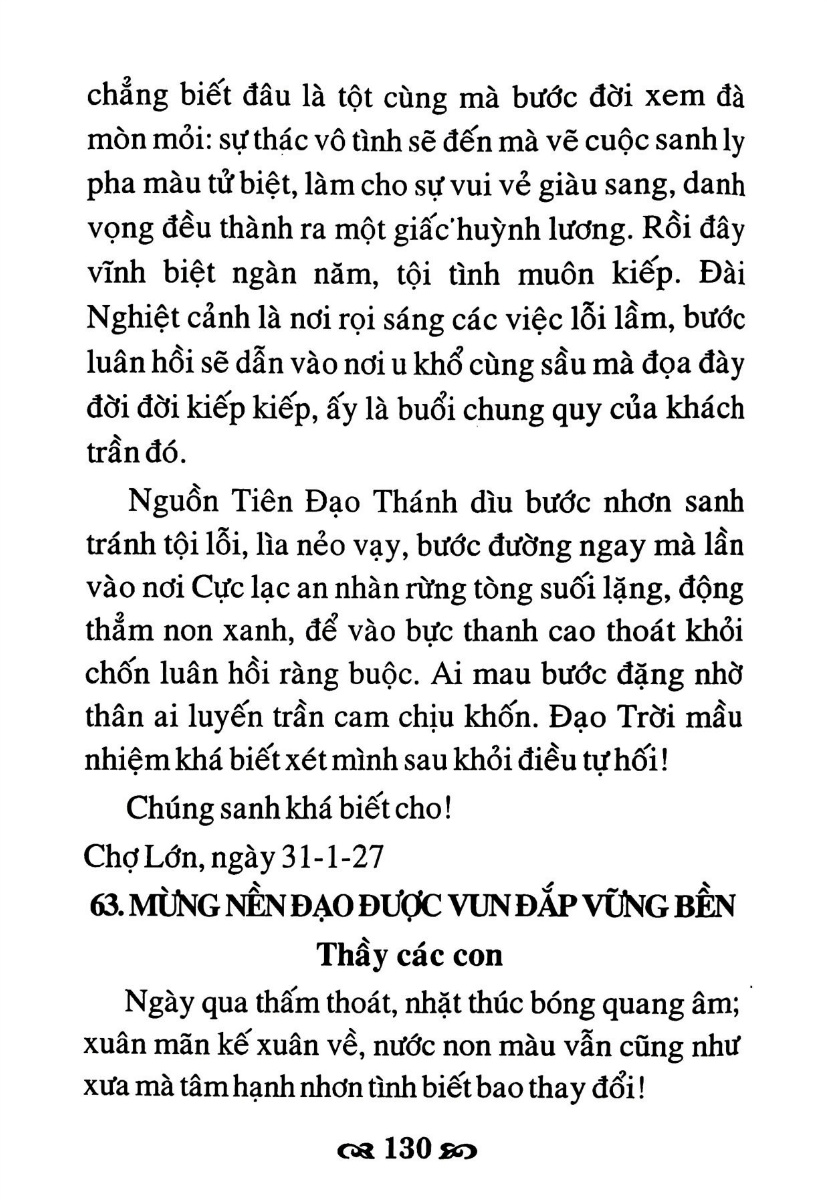 chẳng biết đâu là tột cùng mà bước đời xem đà
mòn mỏi: sự thác vô tình sẽ đến mà vẽ cuộc sanh ly
pha màu tử biệt, làm cho sự vui vẻ giàu sang, danh
vọng đều thành ra một giấc huỳnh lương. Rồi đây
vĩnh biệt ngàn năm, tội tình muôn kiếp. Đài
Nghiệt cảnh là nơi rọi sáng các việc lỗi lầm, bước
luân hồi sẽ dẫn vào nơi u khổ cùng sầu mà đọa đày
đời đời kiếp kiếp, ấy là buổi chung quy của khách
trần đó.
Nguồn Tiên Đạo Thánh dìu bước nhơn sanh
tránh tội lỗi, lìa nẻo vạy, bước đường ngay mà lần
vào nơi Cực lạc an nhàn rừng tòng suối lặng, động
thẳm non xanh, để vào bực thanh cao thoát khỏi
chốn luân hồi ràng buộc. Ai mau bước đặng nhờ
thân ai luyến trần cam chịu khốn. Đạo Trời mầu
nhiệm khá biết xét mình sau khỏi điều tự hối!
Chúng sanh khá biết cho!
Chợ Lớn, ngày 31-1-27
63. MỪNG NỀN ĐẠO ĐƯỢC VUN ĐẮP VỮNG BỀN
Thầy các con
Ngày qua thấm thoát, nhặt thúc bóng quang âm;
xuân mãn kế xuân về, nước non màu vẫn cũng như
xưa mà tâm hạnh nhơn tình biết bao thay đổi!
130